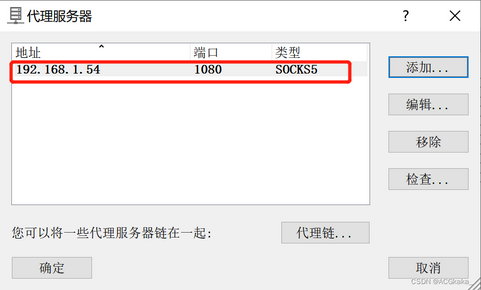 代理服务器
地址 端口 类型
192.168.1.54 1080 SOCKS5
添加...
编辑...
移除
检查...
您可以将一些代理服务器链在一起:
代理链...
确定
取消
CSDN @ACGkaka_